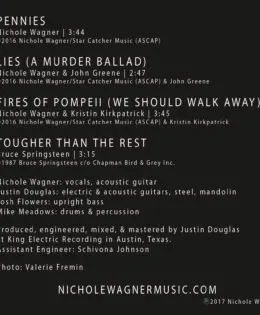 PENNIES
Nichole Wagner | 3:44
©2016 Nichole Wagner/Star Catcher Music (ASCAP)
LIES (A MURDER BALLAD)
Nichole Wagner & John Greene | 2:47
©2016 Nichole Wagner/Star Catcher Music (ASCAP) & John Greene
FIRES OF POMPEII (WE SHOULD WALK AWAY)
Nichole Wagner & Kristin Kirkpatrick | 3:45
©2016 Nichole Wagner/Star Catcher Music (ASCAP) & Kristin Kirkpatrick
TOUGHER THAN THE REST
Bruce Springsteen | 3:15
©1987 Bruce Springsteen c/o Chapman Bird & Grey Inc.
Nichole Wagner: vocals, acoustic guitar
Justin Douglas: electric & acoustic guitars, steel, mandolin
Josh Flowers: upright bass
Mike Meadows: drums & percussion
Produced, engineered, mixed, & mastered by Justin Douglas
at King Electric Recording in Austin, Texas.
Assistant Engineer: Schivona Johnson
Photo: Valerie Fremin
NICHOLEWAGNERMUSIC.COM
℗2017 Nichole W